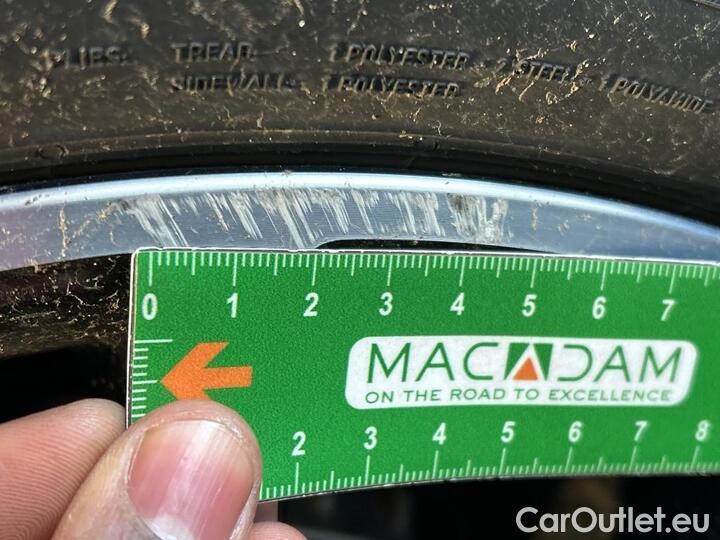 PLIES: TREAD 1 POLYESTER + 2 STEEL + 1 POLYAMIDE
SIDEWALL 1 POLYESTER
0 1 2 3 4 5 6 7
MACADAM
ON THE ROAD TO EXCELLENCE
2 3 4 5 6 7 8
CarOutlet.eu